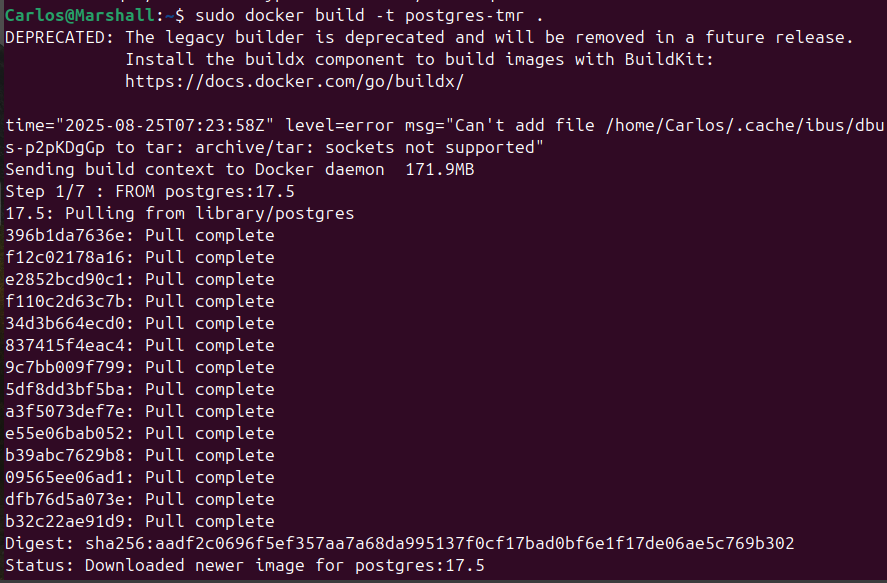 Carlos@Marshall:~$ sudo docker build -t postgres-tmr .
DEPRECATED: The legacy builder is deprecated and will be removed in a future release.
            Install the buildx component to build images with BuildKit:
            https://docs.docker.com/go/buildx/

time="2025-08-25T07:23:58Z" level=error msg="Can't add file /home/Carlos/.cache/ibus/dbu
s-p2pKDgGp to tar: archive/tar: sockets not supported"
Sending build context to Docker daemon  171.9MB
Step 1/7 : FROM postgres:17.5
17.5: Pulling from library/postgres
396b1da7636e: Pull complete
f12c02178a16: Pull complete
e2852bcd90c1: Pull complete
f110c2d63c7b: Pull complete
34d3b664ecd0: Pull complete
837415f4eac4: Pull complete
9c7bb009f799: Pull complete
5df8dd3bf5ba: Pull complete
a3f5073def7e: Pull complete
e55e06bab052: Pull complete
b39abc7629b8: Pull complete
09565ee06ad1: Pull complete
dfb76d5a073e: Pull complete
b32c22ae91d9: Pull complete
Digest: sha256:aadf2c0696f5ef357aa7a68da995137f0cf17bad0bf6e1f17de06ae5c769b302
Status: Downloaded newer image for postgres:17.5